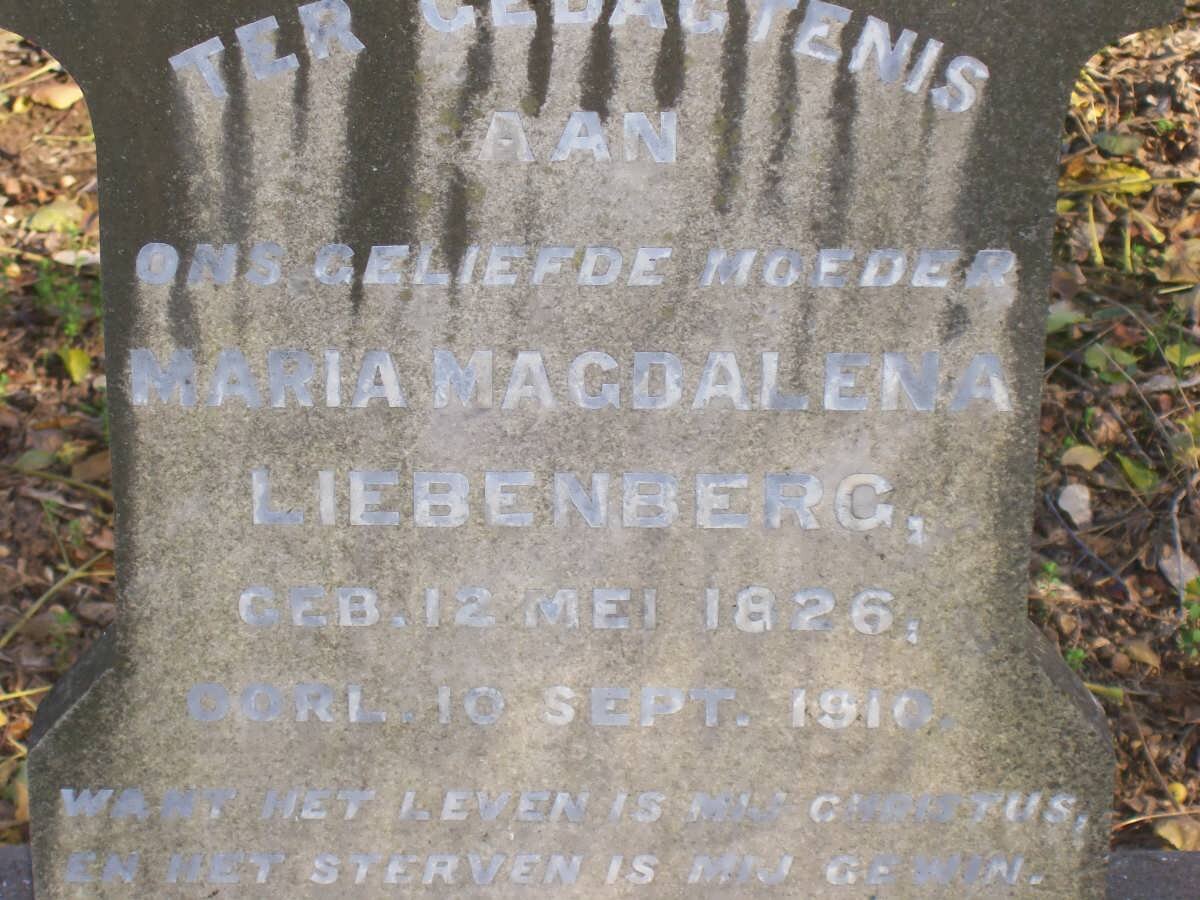 TER GEDACTENIS
AAN
ONS GELIEFDE MOEDER
MARIA MAGDALENA
LIEBENBERG,
GEB. 12 MEI 1826,
OORL. 10 SEPT. 1910.
WANT HET LEVEN IS MIJ CHRISTUS,
EN HET STERVEN IS MIJ GEWIN.